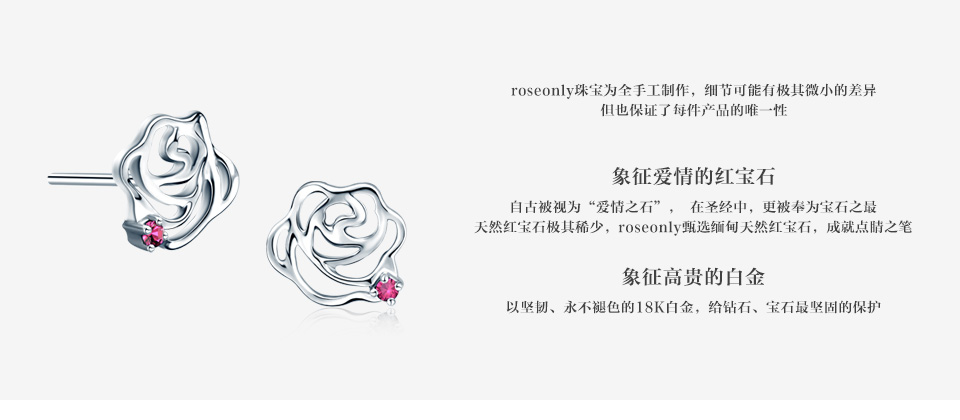 roseonly珠宝为全手工制作，细节可能有极其微小的差异
但也保证了每件产品的唯一性
象征爱情的红宝石
自古被视为“爱情之石”， 在圣经中，更被奉为宝石之最
天然红宝石极其稀少，roseonly甄选缅甸天然红宝石，成就点睛之笔
象征高贵的白金
以坚韧、永不褪色的18K白金，给钻石、宝石最坚固的保护